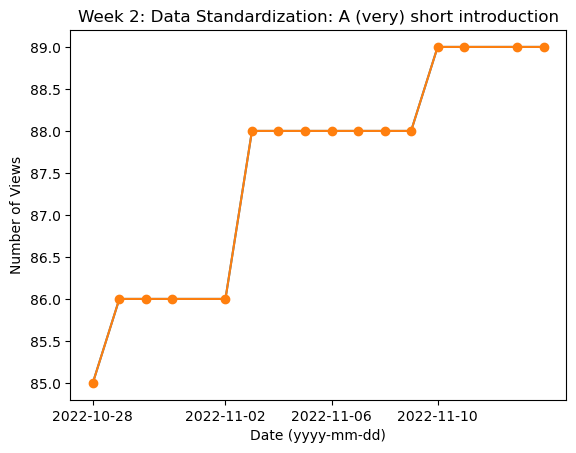 Week 2: Data Standardization: A (very) short introduction
89.0
88.5
88.0
87.5
87.0
86.5
86.0
85.5
85.0
Number of Views
2022-10-28 2022-11-02 2022-11-06 2022-11-10
Date (yyyy-mm-dd)